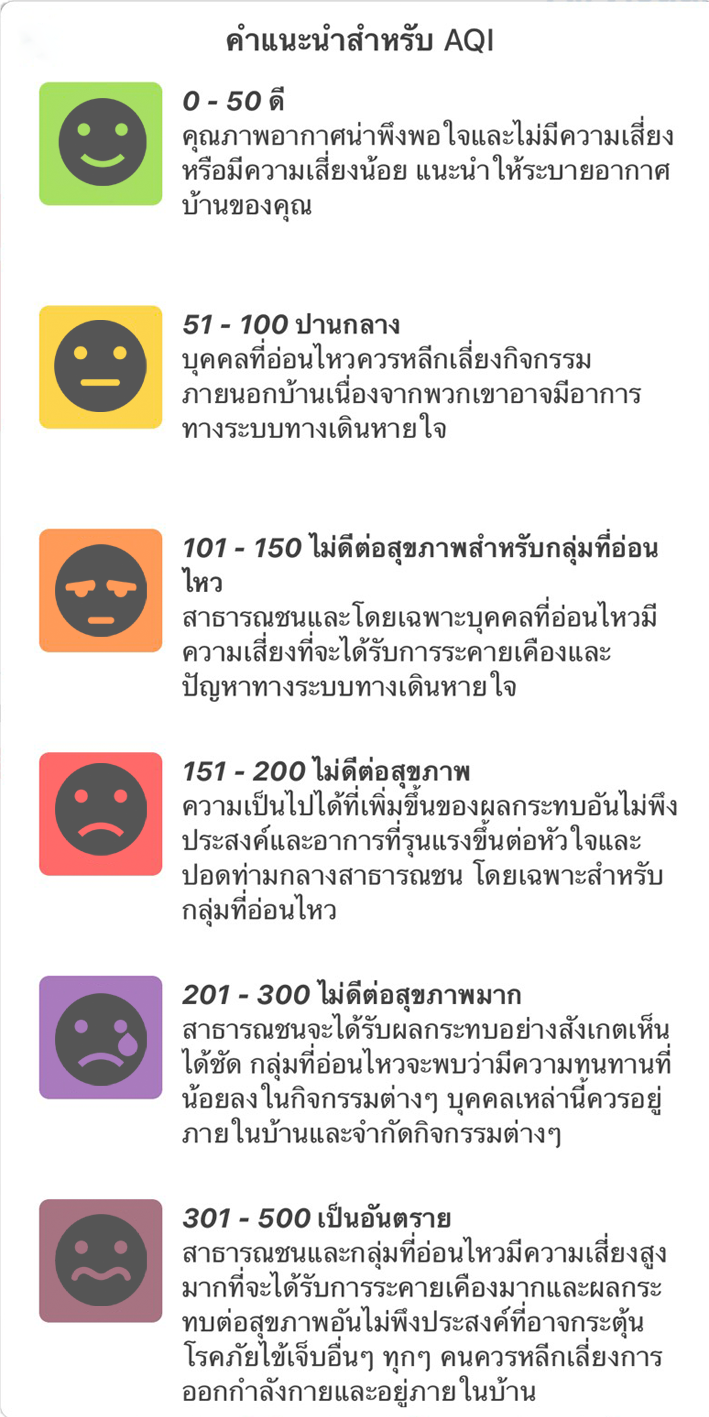 คำแนะนำสำหรับ AQI
0 - 50 ดี
คุณภาพอากาศน่าพึงพอใจและไม่มีความเสี่ยง
หรือมีความเสี่ยงน้อย แนะนำให้ระบายอากาศ
บ้านของคุณ
51 - 100 ปานกลาง
บุคคลที่อ่อนไหวควรหลีกเลี่ยงกิจกรรม
ภายนอกบ้านเนื่องจากพวกเขาอาจมีอาการ
ทางระบบทางเดินหายใจ
101 - 150 ไม่ดีต่อสุขภาพสำหรับกลุ่มที่อ่อน
ไหว
สาธารณชนและโดยเฉพาะบุคคลที่อ่อนไหวมี
ความเสี่ยงที่จะได้รับการระคายเคืองและ
ปัญหาทางระบบทางเดินหายใจ
151 - 200 ไม่ดีต่อสุขภาพ
ความเป็นไปได้ที่เพิ่มขึ้นของผลกระทบอันไม่พึง
ประสงค์และอาการที่รุนแรงขึ้นต่อหัวใจและ
ปอดท่ามกลางสาธารณชน โดยเฉพาะสำหรับ
กลุ่มที่อ่อนไหว
201 - 300 ไม่ดีต่อสุขภาพมาก
สาธารณชนจะได้รับผลกระทบอย่างสังเกตเห็น
ได้ชัด กลุ่มที่อ่อนไหวจะพบว่ามีความทนทานที่
น้อยลงในกิจกรรมต่างๆ บุคคลเหล่านี้ควรอยู่
ภายในบ้านและจำกัดกิจกรรมต่างๆ
301 - 500 เป็นอันตราย
สาธารณชนและกลุ่มที่อ่อนไหวมีความเสี่ยงสูง
มากที่จะได้รับการระคายเคืองมากและผลกระ
ทบต่อสุขภาพอันไม่พึงประสงค์ที่อาจกระตุ้น
โรคภัยไข้เจ็บอื่นๆ ทุกๆ คนควรหลีกเลี่ยงการ
ออกกำลังกายและอยู่ภายในบ้าน